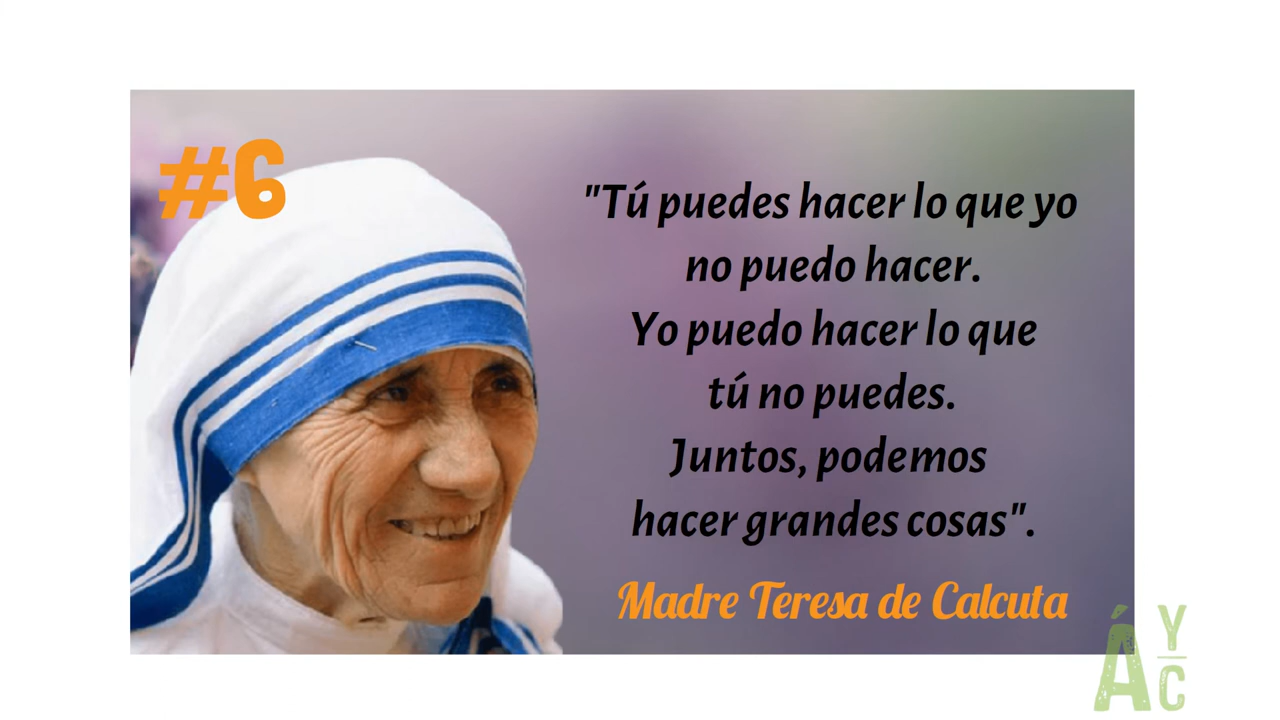 #6
"Tú puedes hacer lo que yo
no puedo hacer.
Yo puedo hacer lo que
tú no puedes.
Juntos, podemos
hacer grandes cosas".
Madre Teresa de Calcuta
Á Y
C